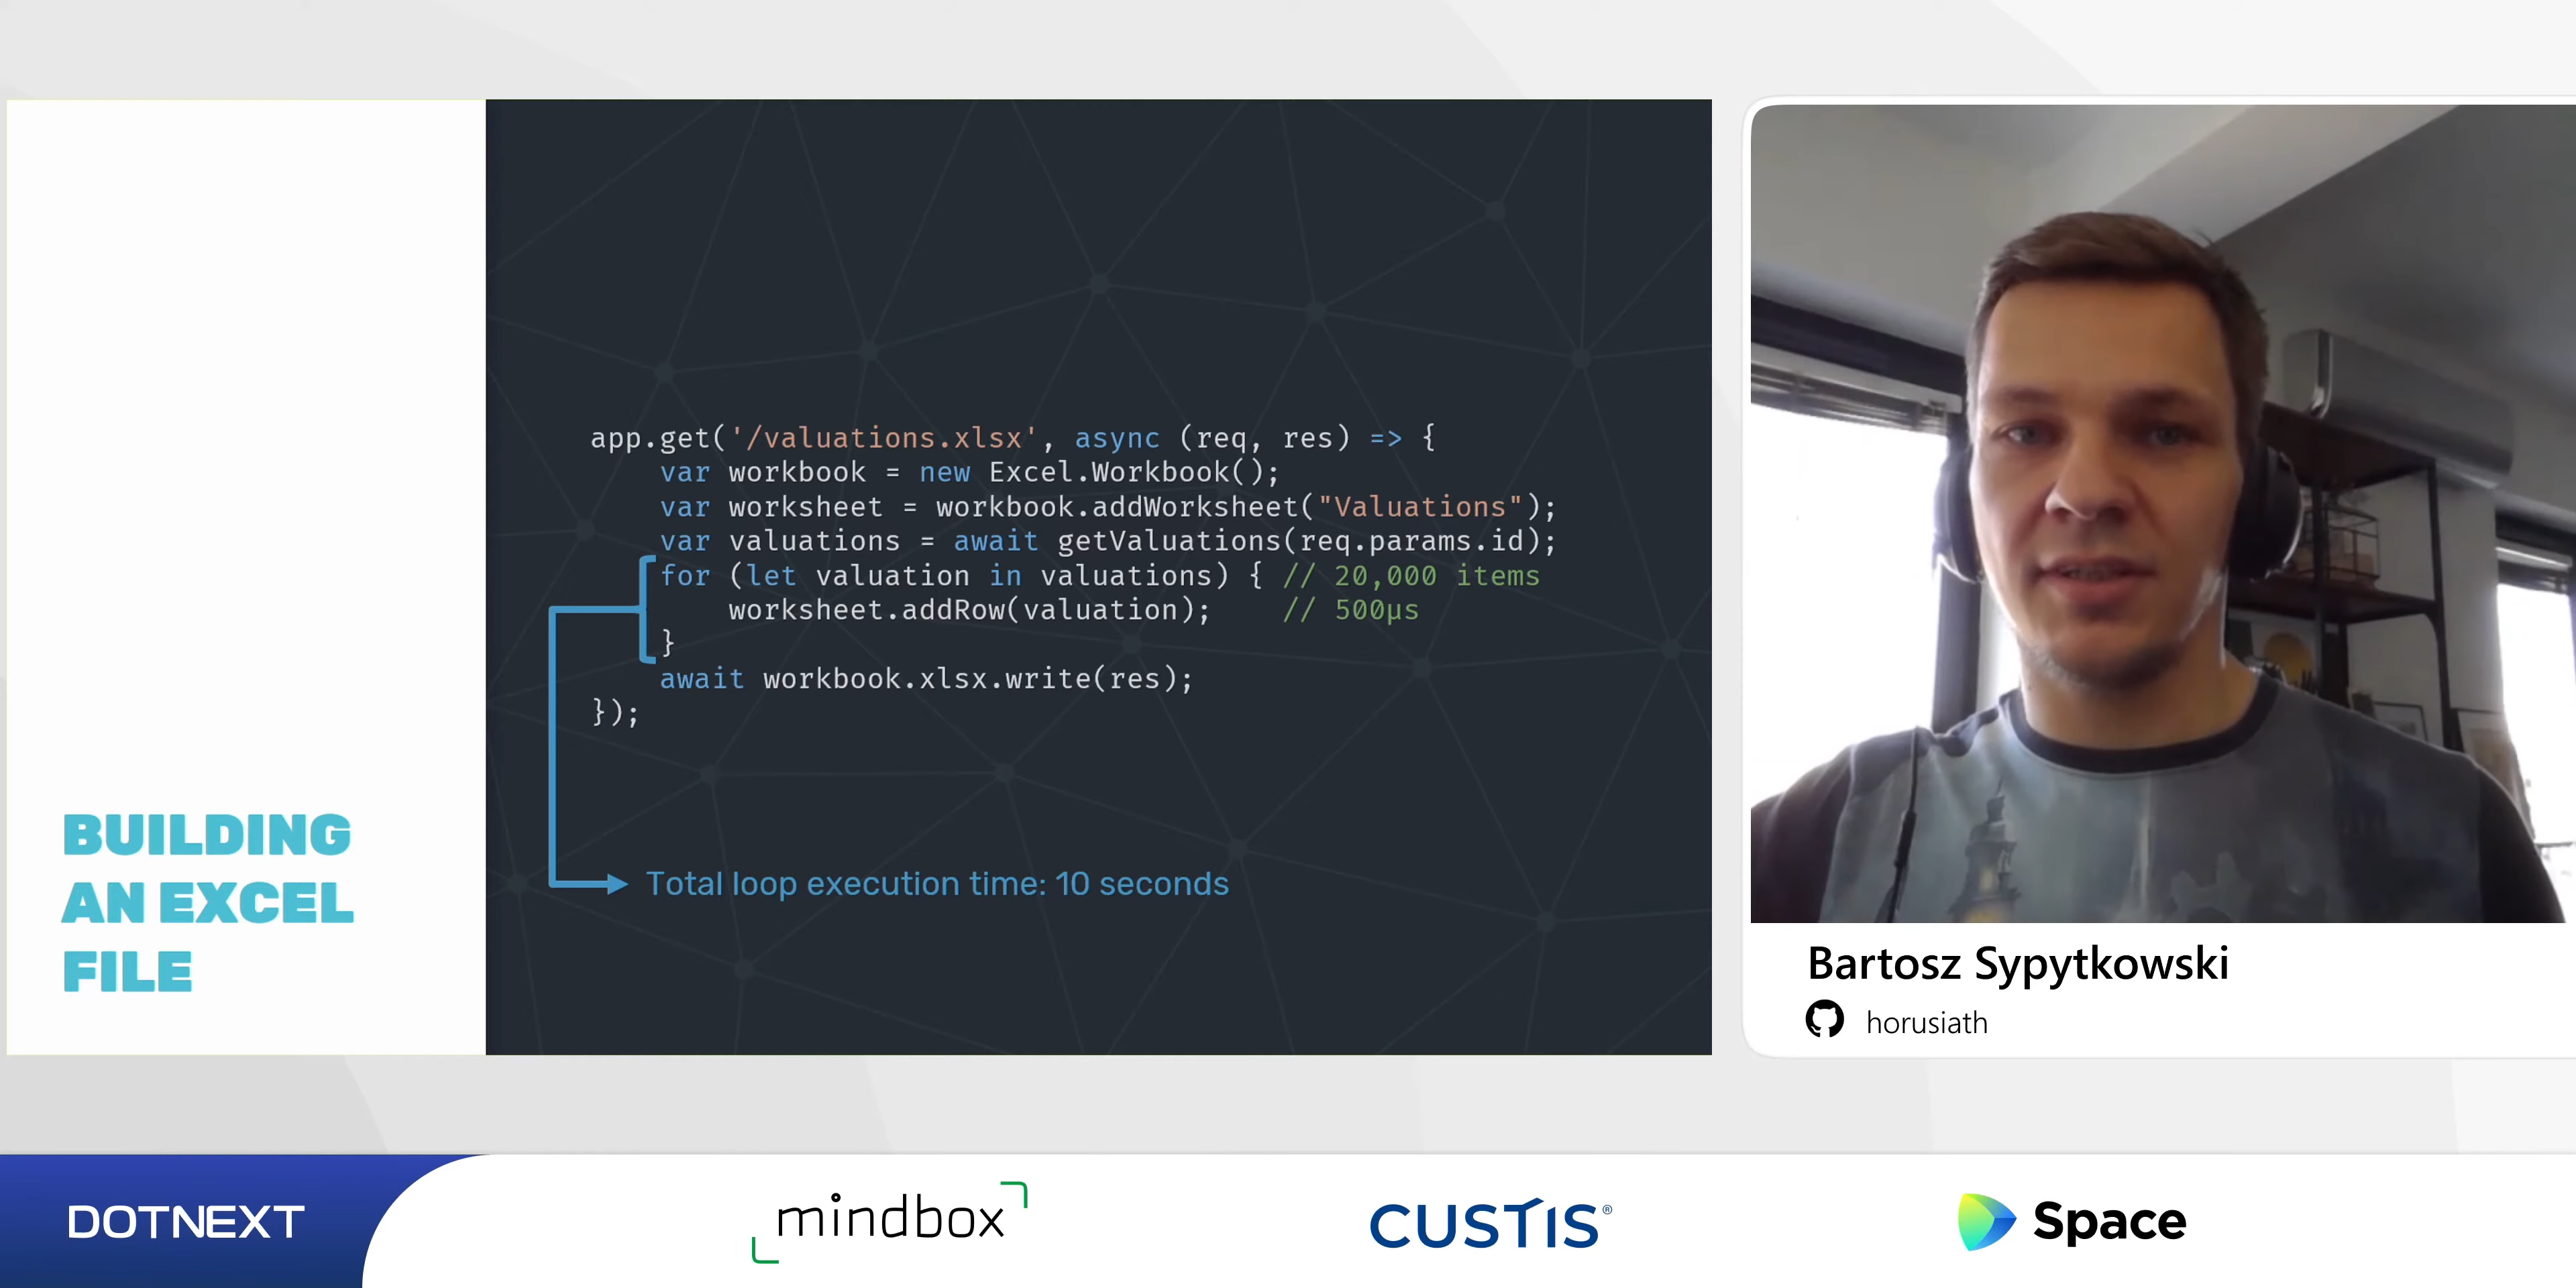 BUILDING
AN EXCEL
FILE
app.get('/valuations.xlsx', async (req, res) => {
    var workbook = new Excel.Workbook();
    var worksheet = workbook.addWorksheet("Valuations");
    var valuations = await getValuations(req.params.id);
    for (let valuation in valuations) { // 20,000 items
        worksheet.addRow(valuation);    // 500µs
    }
    await workbook.xlsx.write(res);
});
Total loop execution time: 10 seconds
Bartosz Sypytkowski
horusiath
DOTNEXT
mindbox
CUSTIS®
Space